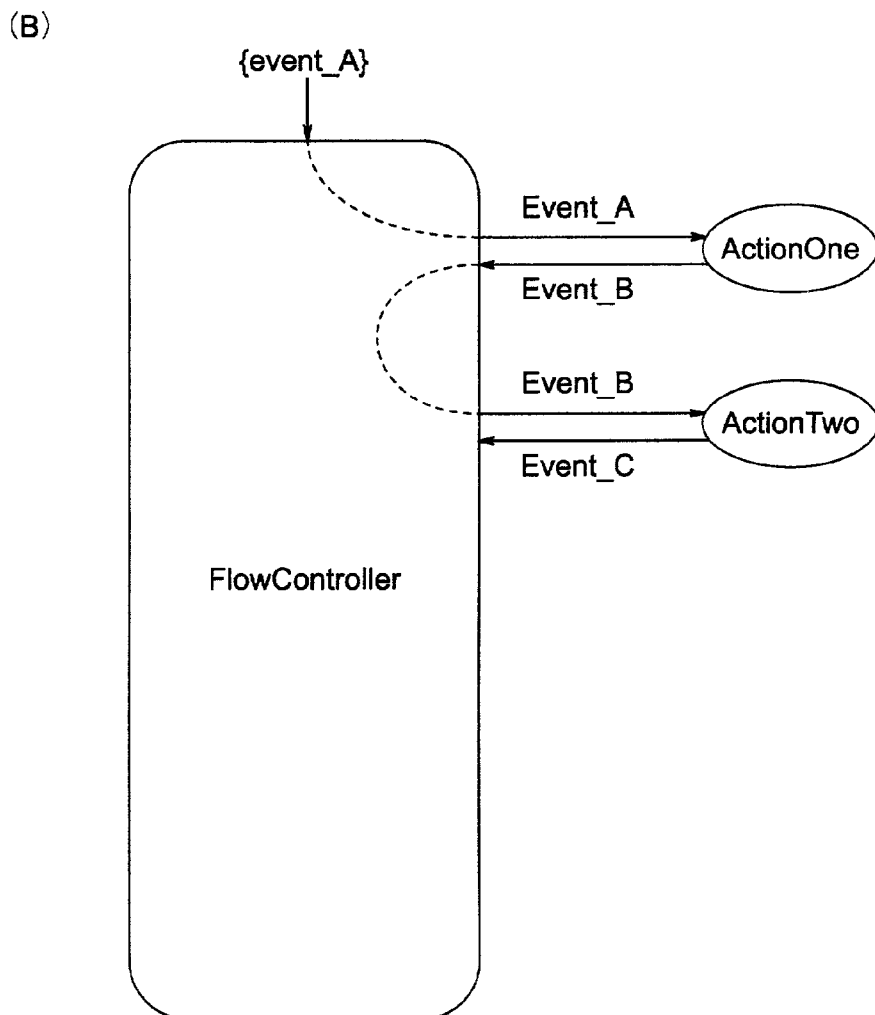 (B)
{event_A}
Event_A
ActionOne
Event_B
Event_B
ActionTwo
Event_C
FlowController